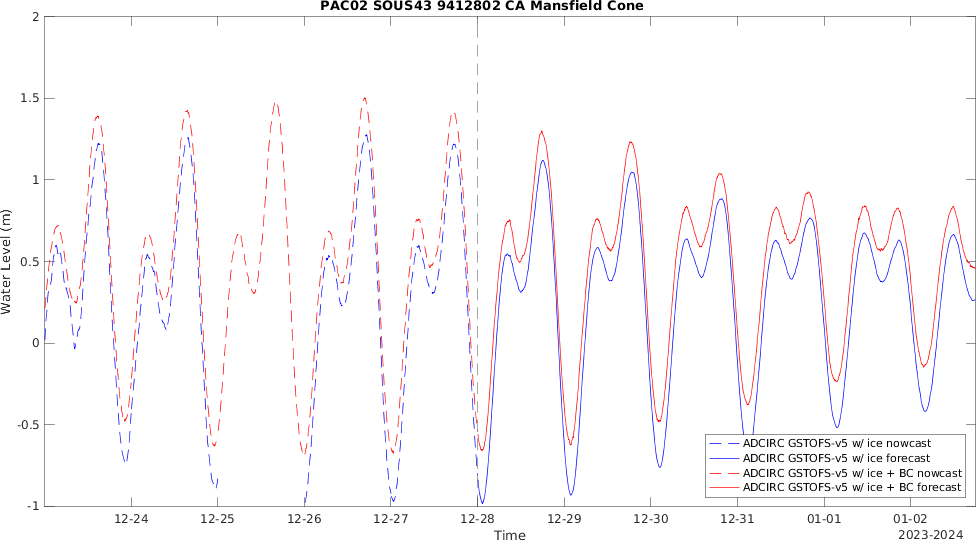 PAC02 SOUS43 9412802 CA Mansfield Cone
2
1.5
1
0.5
0
-0.5
-1
Water Level (m)
12-24
12-25
12-26
12-27
12-28
12-29
12-30
12-31
01-01
01-02
Time
2023-2024
ADCIRC GSTOFS-v5 w/ ice nowcast
ADCIRC GSTOFS-v5 w/ ice forecast
ADCIRC GSTOFS-v5 w/ ice + BC nowcast
ADCIRC GSTOFS-v5 w/ ice + BC forecast